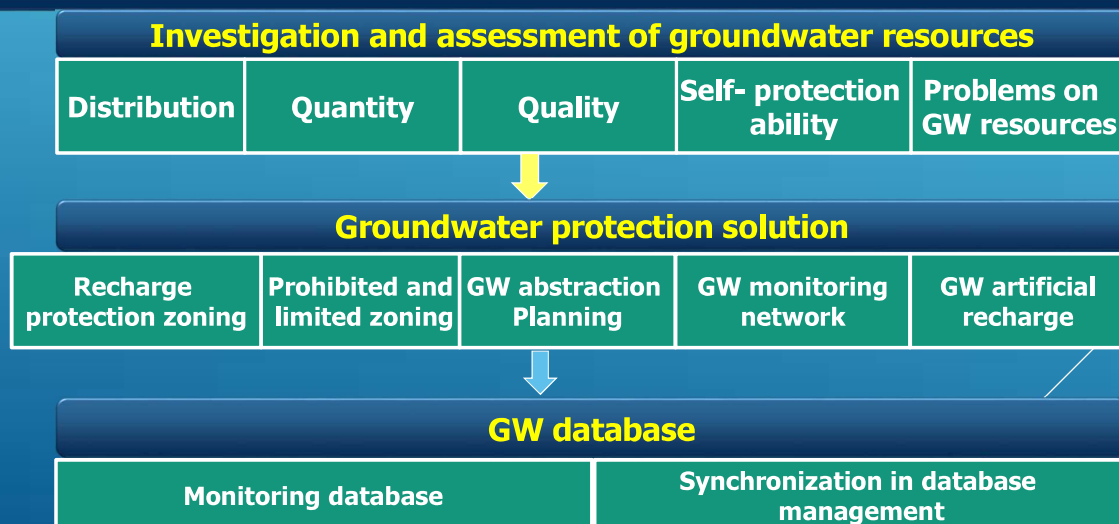 Investigation and assessment of groundwater resources
Distribution
Quantity
Quality
Self- protection
ability
Problems on
GW resources
Groundwater protection solution
Recharge
protection zoning
Prohibited and
limited zoning
GW abstraction
Planning
GW monitoring
network
GW artificial
recharge
GW database
Monitoring database
Synchronization in database
management